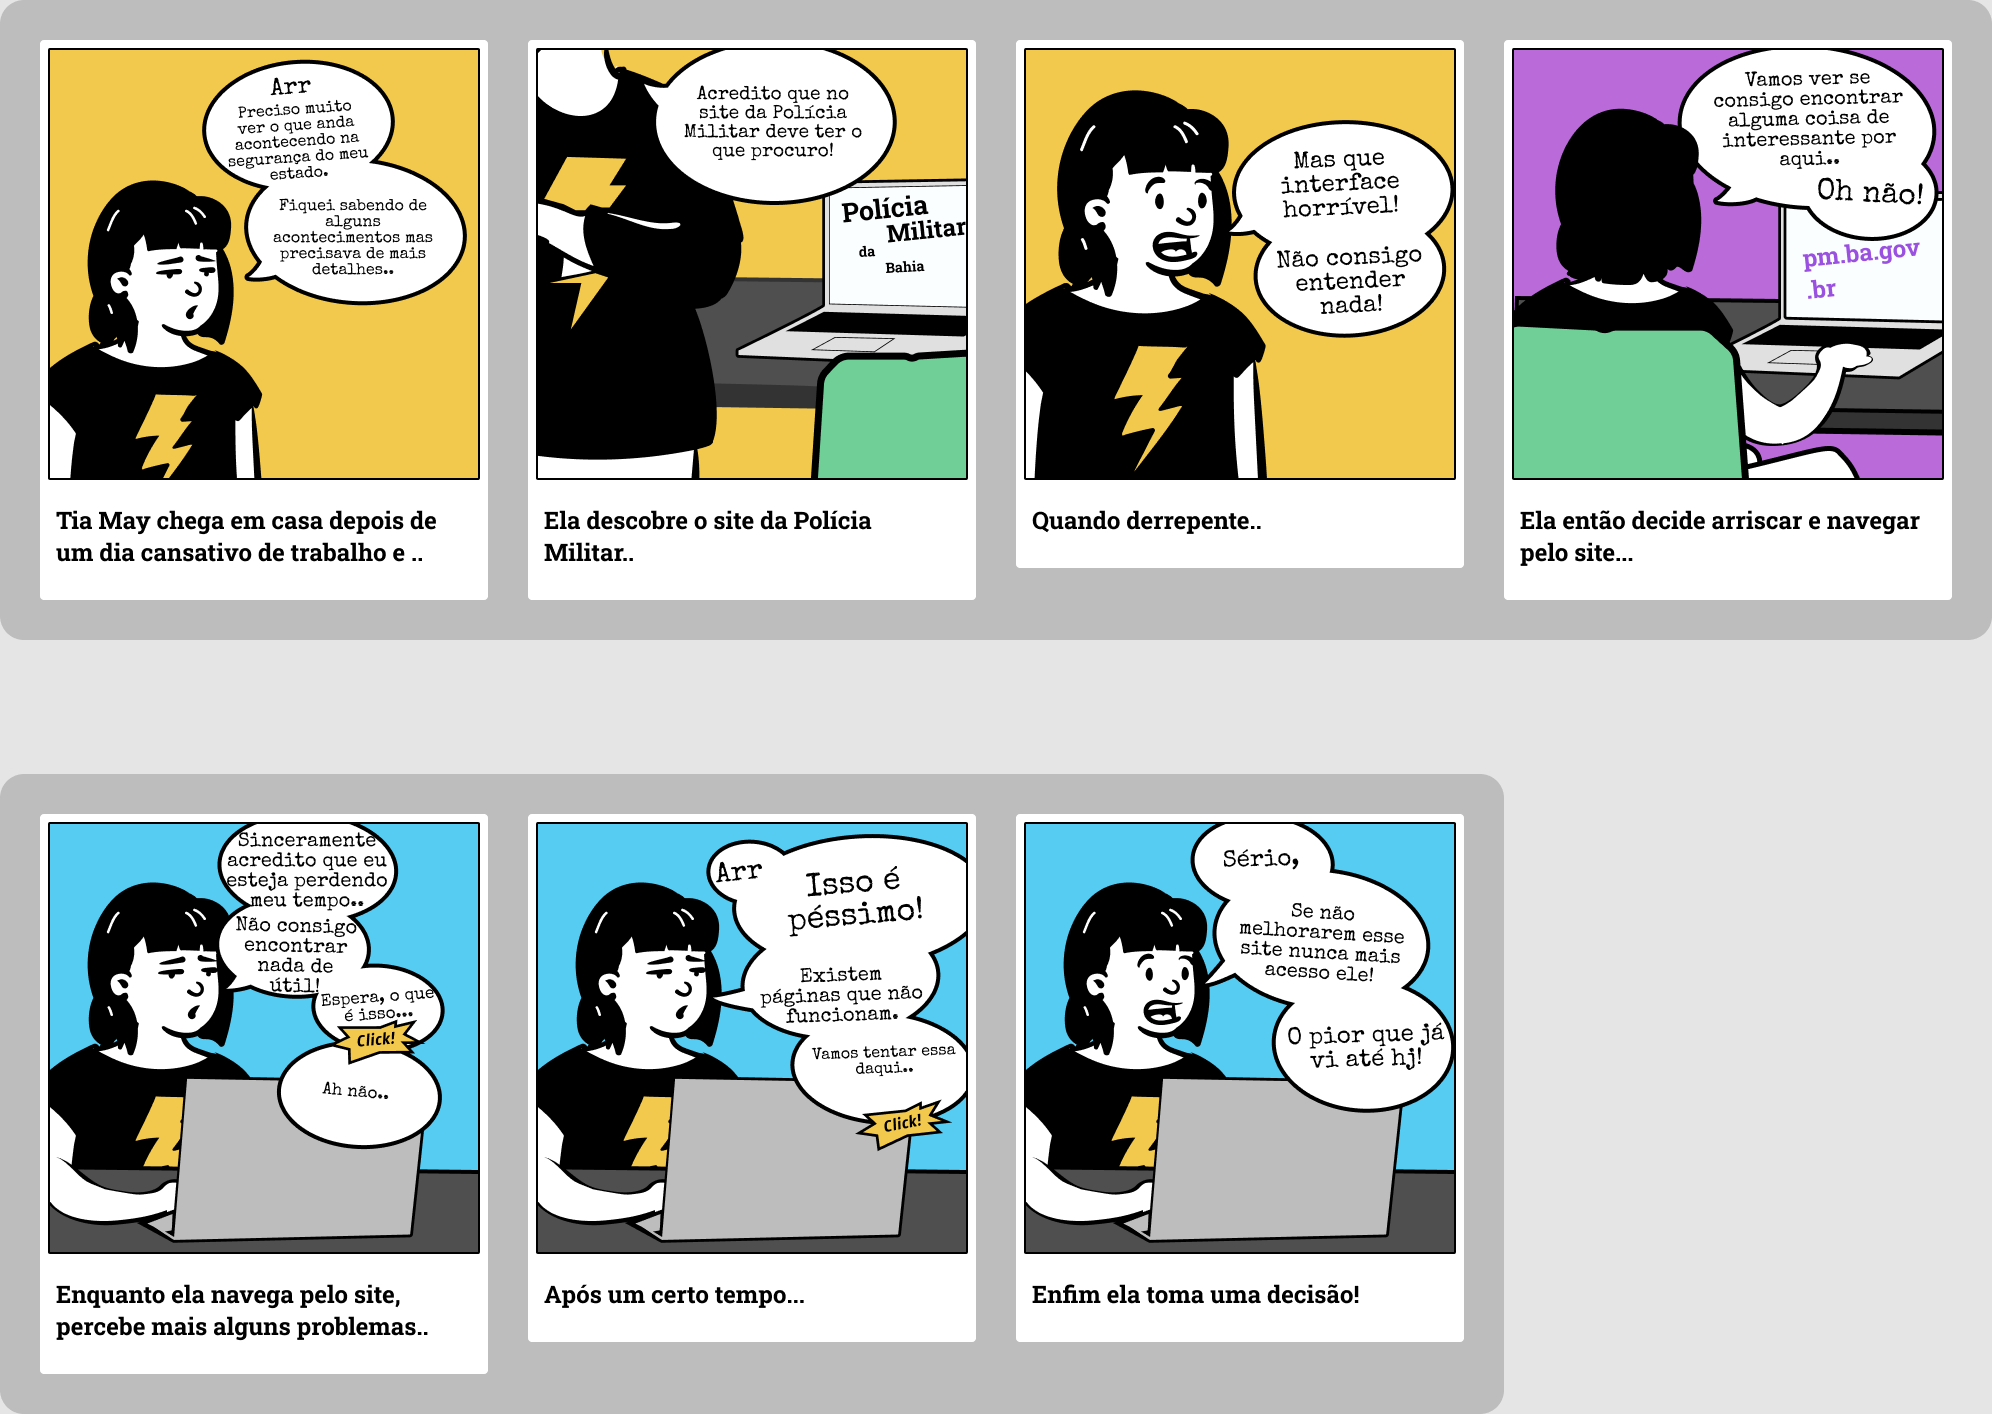 Arr
Preciso muito
ver o que anda
acontecendo na
segurança do meu
estado.
Fiquei sabendo de
alguns
acontecimentos mas
precisava de mais
detalhes..
Tia May chega em casa depois de
um dia cansativo de trabalho e ..
Acredito que no
site da Polícia
Militar deve ter o
que procuro!
Polícia
Militar
da
Bahia
Ela descobre o site da Polícia
Militar..
Mas que
interface
horrível!
Não consigo
entender
nada!
Quando derrepente..
Vamos ver se
consigo encontrar
alguma coisa de
interessante por
aqui..
Oh não!
pm.ba.gov
.br
Ela então decide arriscar e navegar
pelo site...
Sinceramente
acredito que eu
esteja perdendo
meu tempo..
Não consigo
encontrar
nada de
útil!
Espera, o que
é isso...
Click!
Ah não..
Enquanto ela navega pelo site,
percebe mais alguns problemas..
Arr
Isso é
péssimo!
Existem
páginas que não
funcionam.
Vamos tentar essa
daqui..
Click!
Após um certo tempo...
Sério,
Se não
melhorarem esse
site nunca mais
acesso ele!
O pior que já
vi até hj!
Enfim ela toma uma decisão!